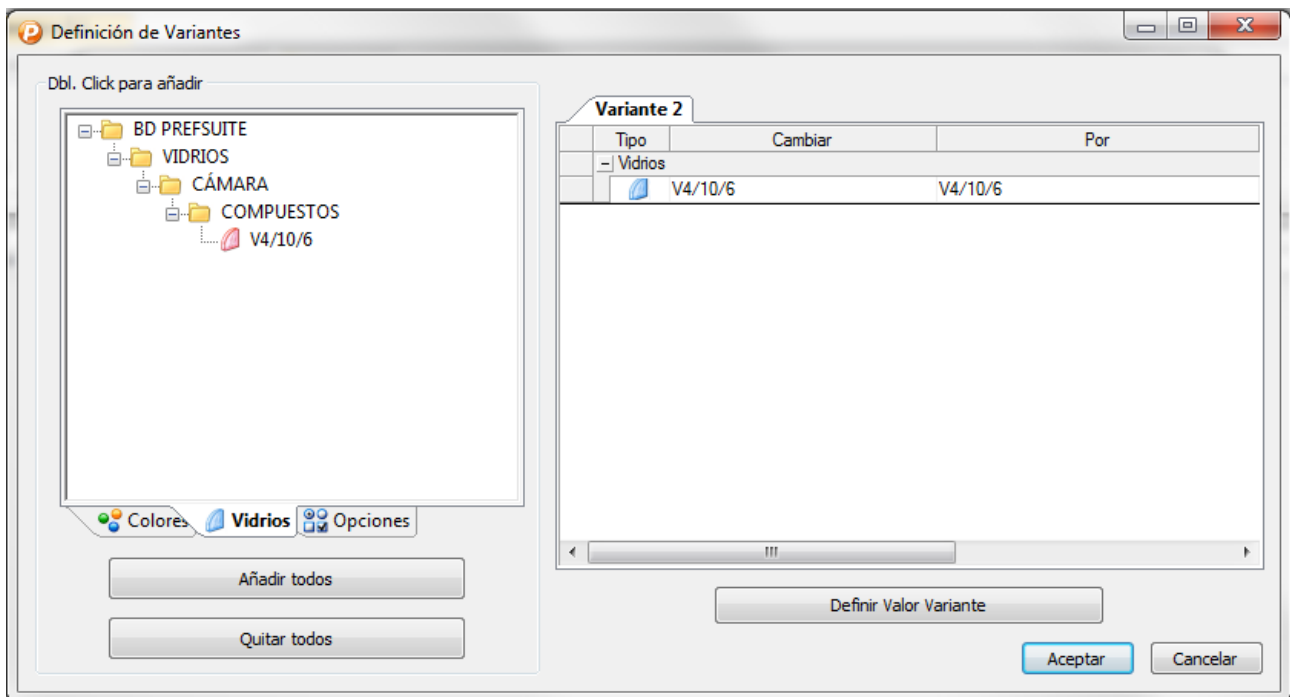 Definición de Variantes
Dbl. Click para añadir
BD PREFSUITE
VIDRIOS
CÁMARA
COMPUESTOS
V4/10/6
Colores Vidrios Opciones
Añadir todos
Quitar todos
Variante 2
Tipo Cambiar Por
Vidrios
V4/10/6 V4/10/6
Definir Valor Variante
Aceptar Cancelar